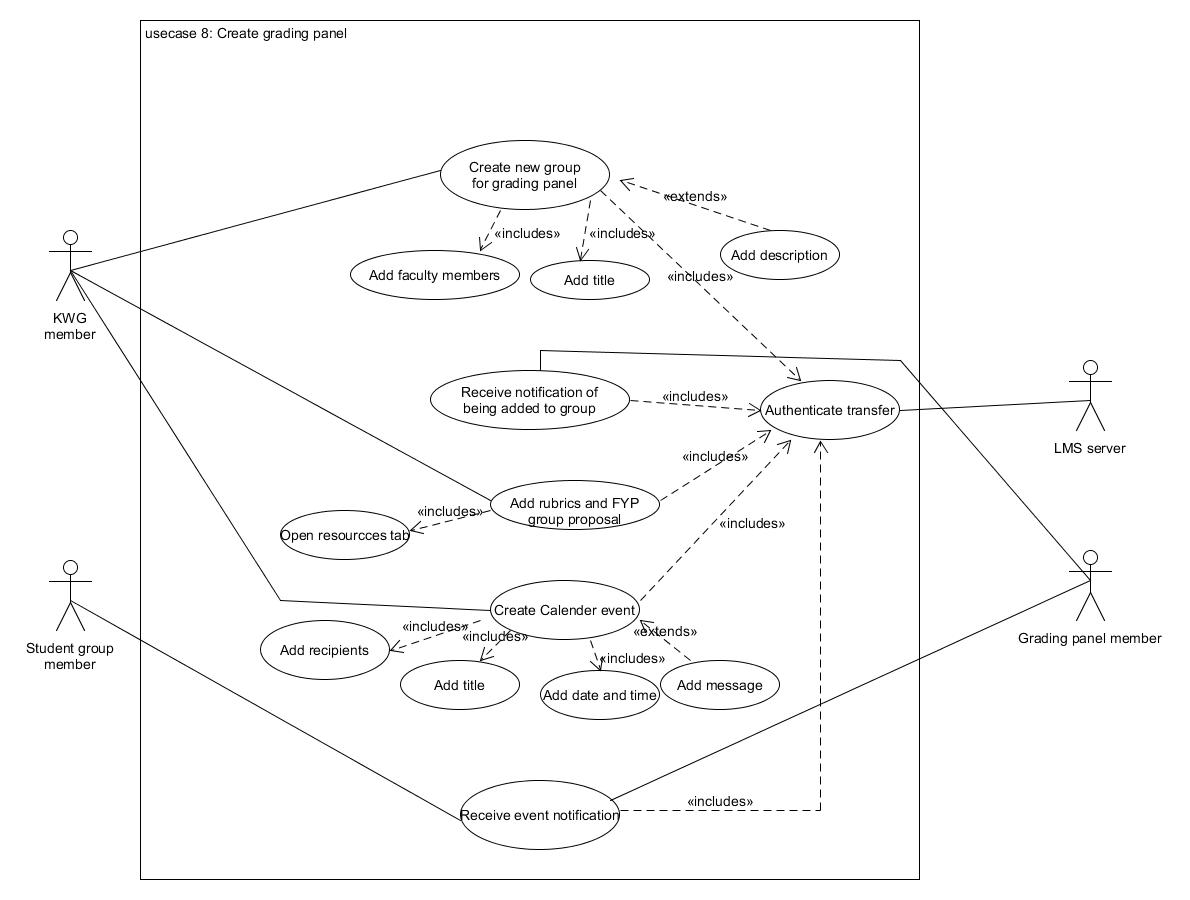 usecase 8: Create grading panel
Create new group
for grading panel
«extends»
«includes»
«includes»
Add description
Add faculty members
Add title
«includes»
KWG
member
Receive notification of
being added to group
«includes»
Authenticate transfer
LMS server
«includes»
Add rubrics and FYP
group proposal
«includes»
Open resourcces tab
«includes»
Create Calender event
«includes»
«includes»
«extends»
Student group
member
Grading panel member
Add recipients
«includes»
Add title
Add date and time
Add message
«includes»
Receive event notification